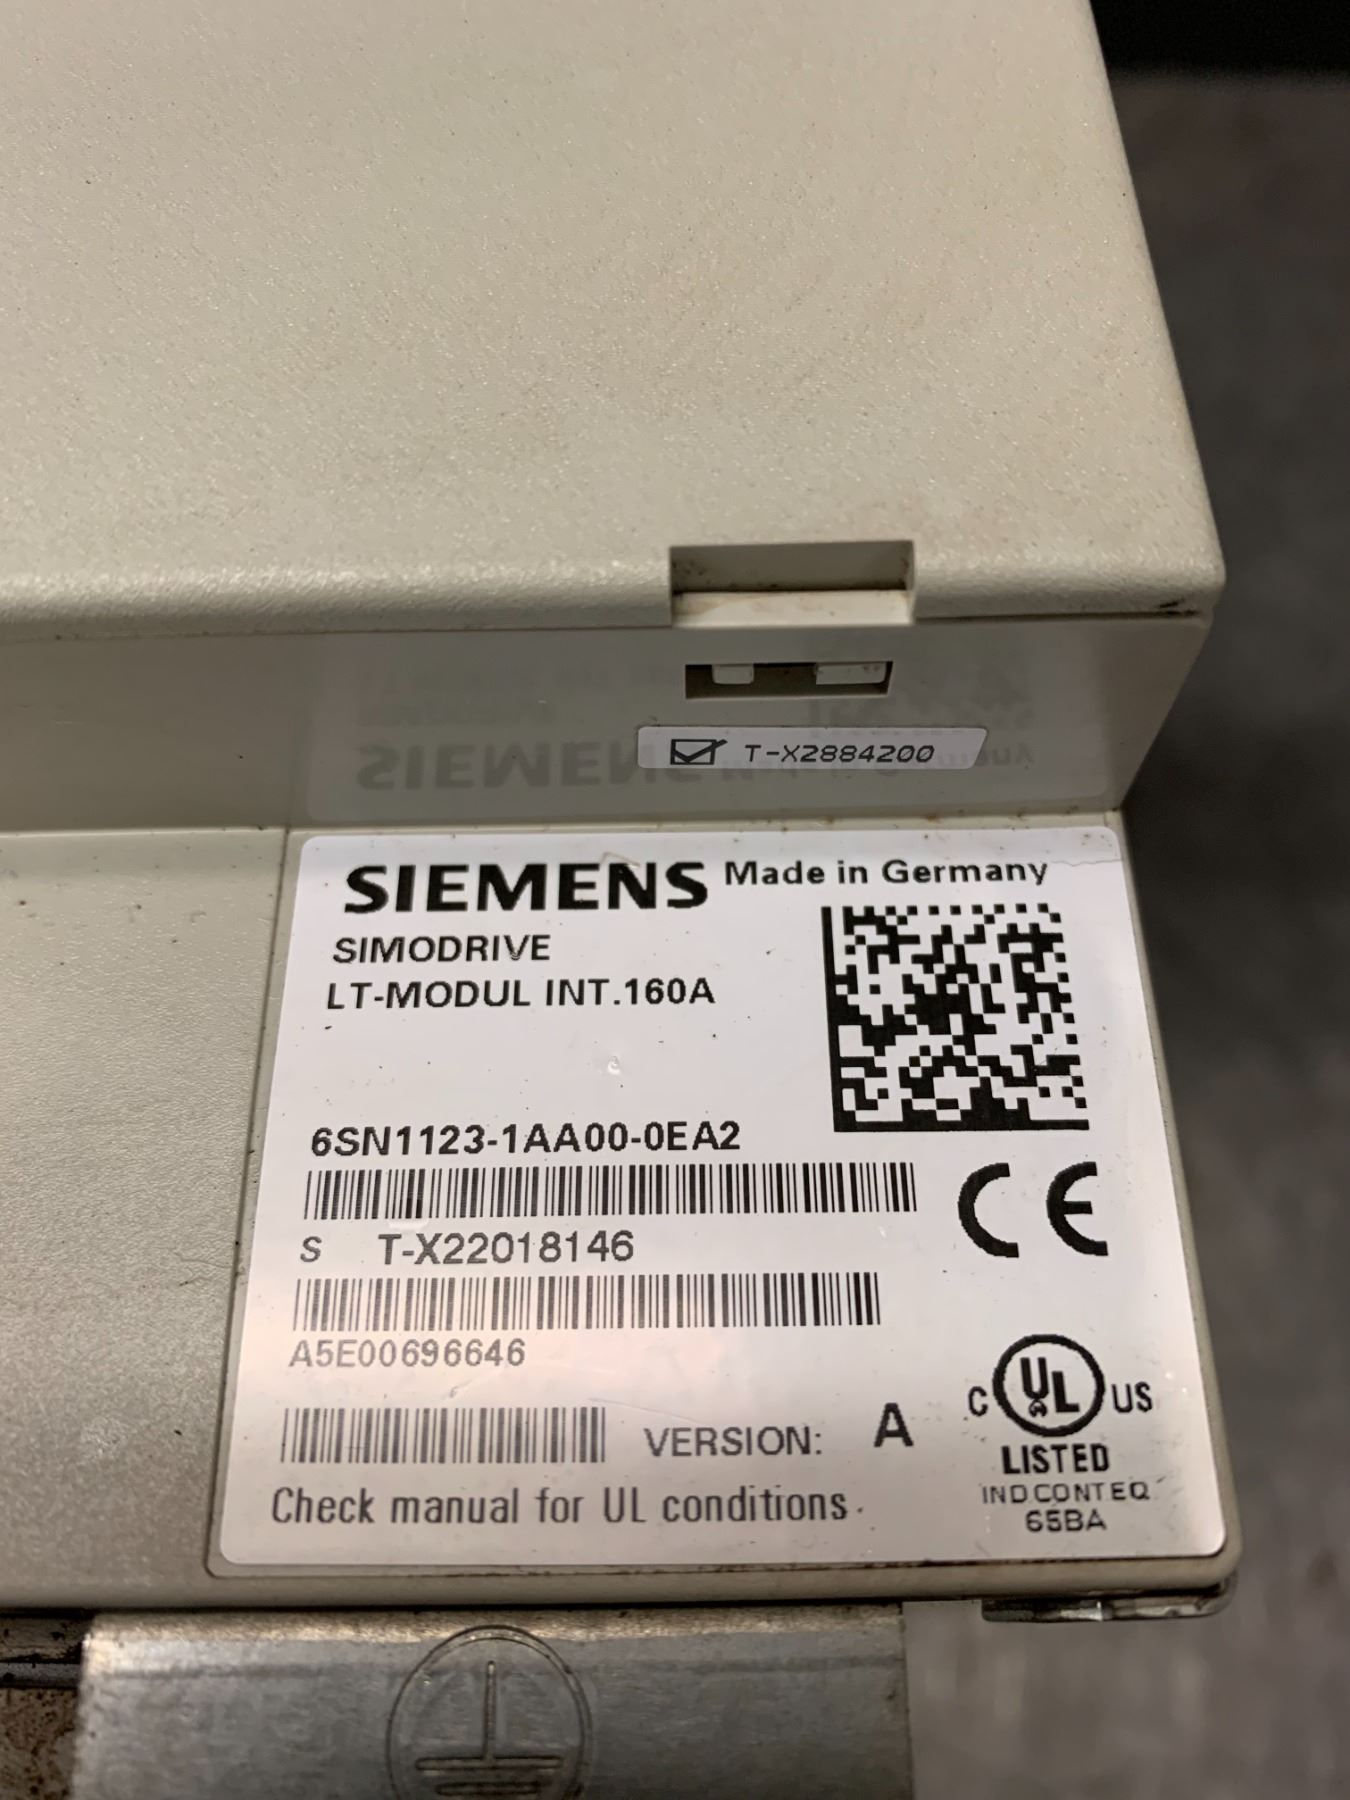 T-X2884200
SIEMENS Made in Germany
SIMODRIVE
LT-MODUL INT.160A
6SN1123-1AA00-0EA2
S T-X22018146
A5E00696646
VERSION: A
Check manual for UL conditions.
CE
C UL US
LISTED
IND CONT EQ
65BA